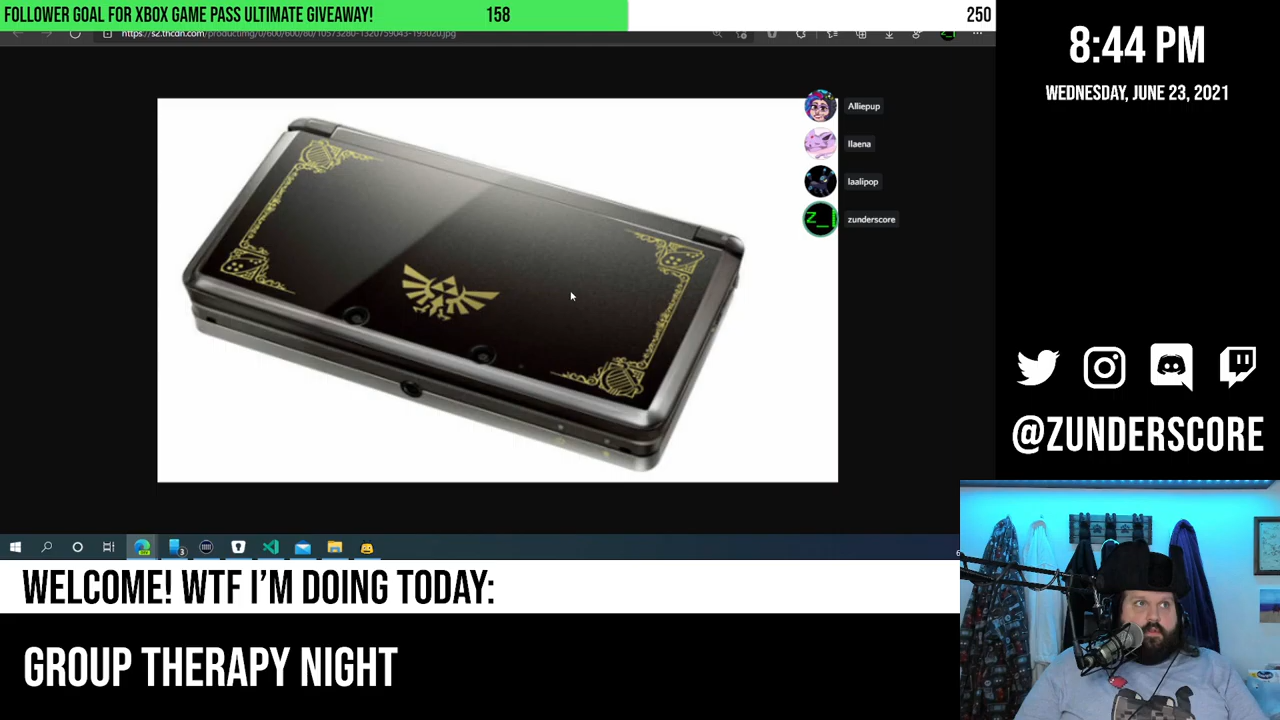 FOLLOWER GOAL FOR XBOX GAME PASS ULTIMATE GIVEAWAY! 158 250
8:44 PM
WEDNESDAY, JUNE 23, 2021
Alliepup
llaena
laalipop
zunderscore
@ZUNDERSCORE
WELCOME! WTF I'M DOING TODAY:
GROUP THERAPY NIGHT